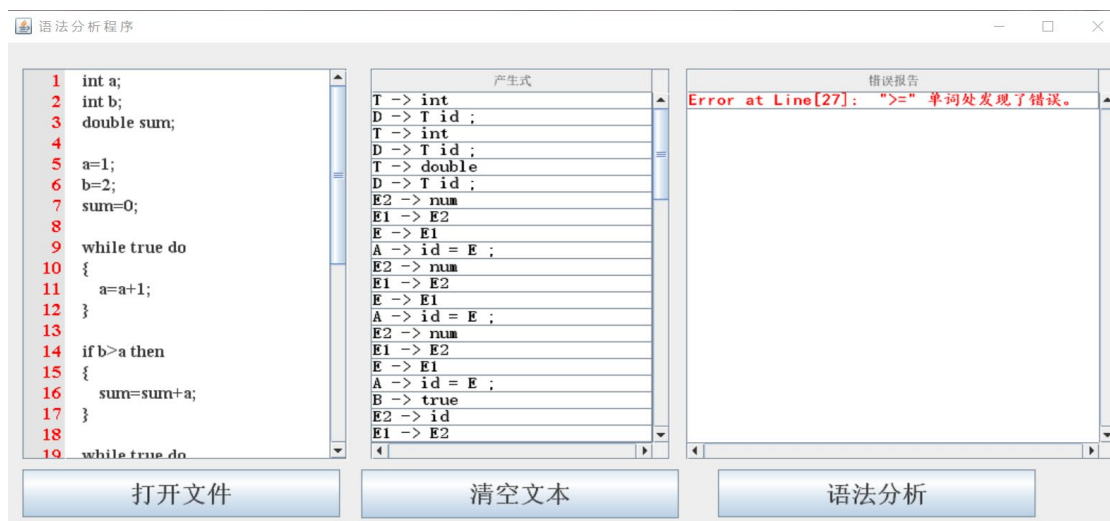 语法分析程序
1 int a;
2 int b;
3 double sum;
4
5 a=1;
6 b=2;
7 sum=0;
8
9 while true do
10 {
11 a=a+1;
12 }
13
14 if b>a then
15 {
16 sum=sum+a;
17 }
18
19 while true do
产生式
T -> int
D -> T id ;
T -> int
D -> T id ;
T -> double
D -> T id ;
E2 -> num
E1 -> E2
E -> E1
A -> id = E ;
E2 -> num
E1 -> E2
E -> E1
A -> id = E ;
E2 -> num
E1 -> E2
E -> E1
A -> id = E ;
B -> true
E2 -> id
E1 -> E2
错误报告
Error at Line[27]: ">=" 单词处发现了错误。
打开文件
清空文本
语法分析